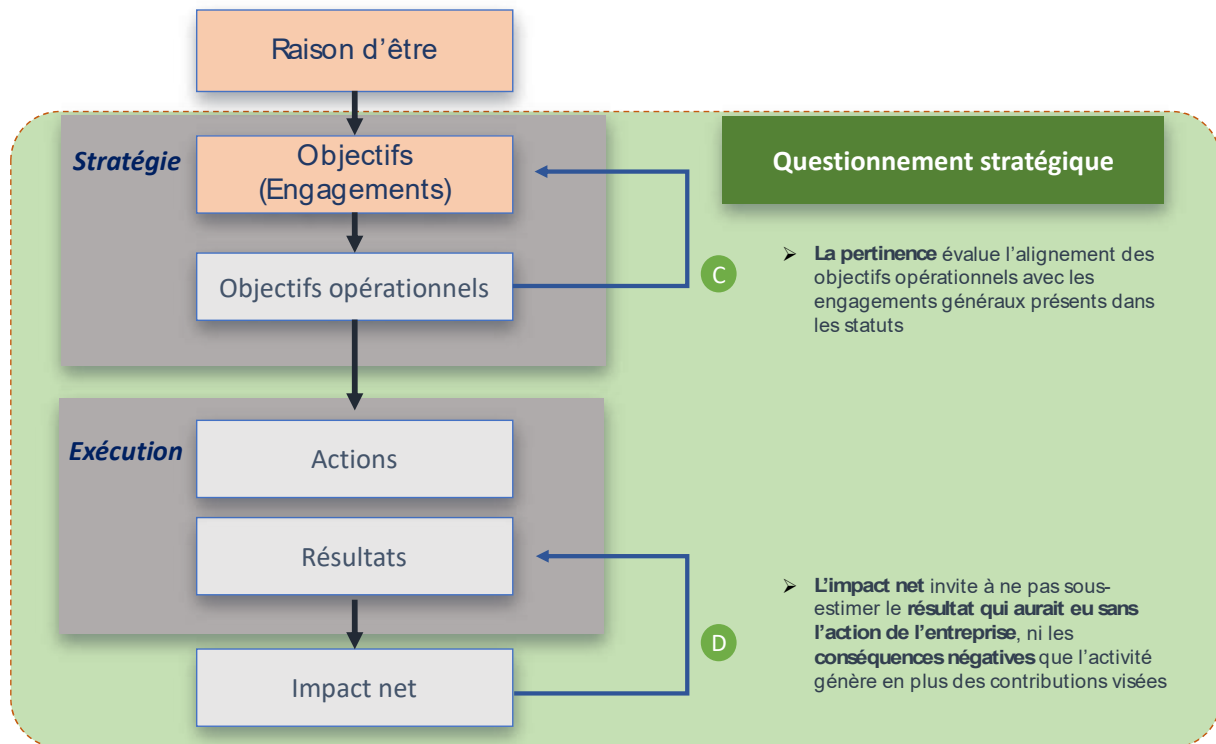 Raison d'être
Stratégie
Objectifs
(Engagements)
Objectifs opérationnels
Exécution
Actions
Résultats
Impact net
Questionnement stratégique
C
➢ La pertinence évalue l'alignement des
objectifs opérationnels avec les
engagements généraux présents dans
les statuts
D
➢ L'impact net invite à ne pas sous-
estimer le résultat qui aurait eu sans
l'action de l'entreprise, ni les
conséquences négatives que l'activité
génère en plus des contributions visées